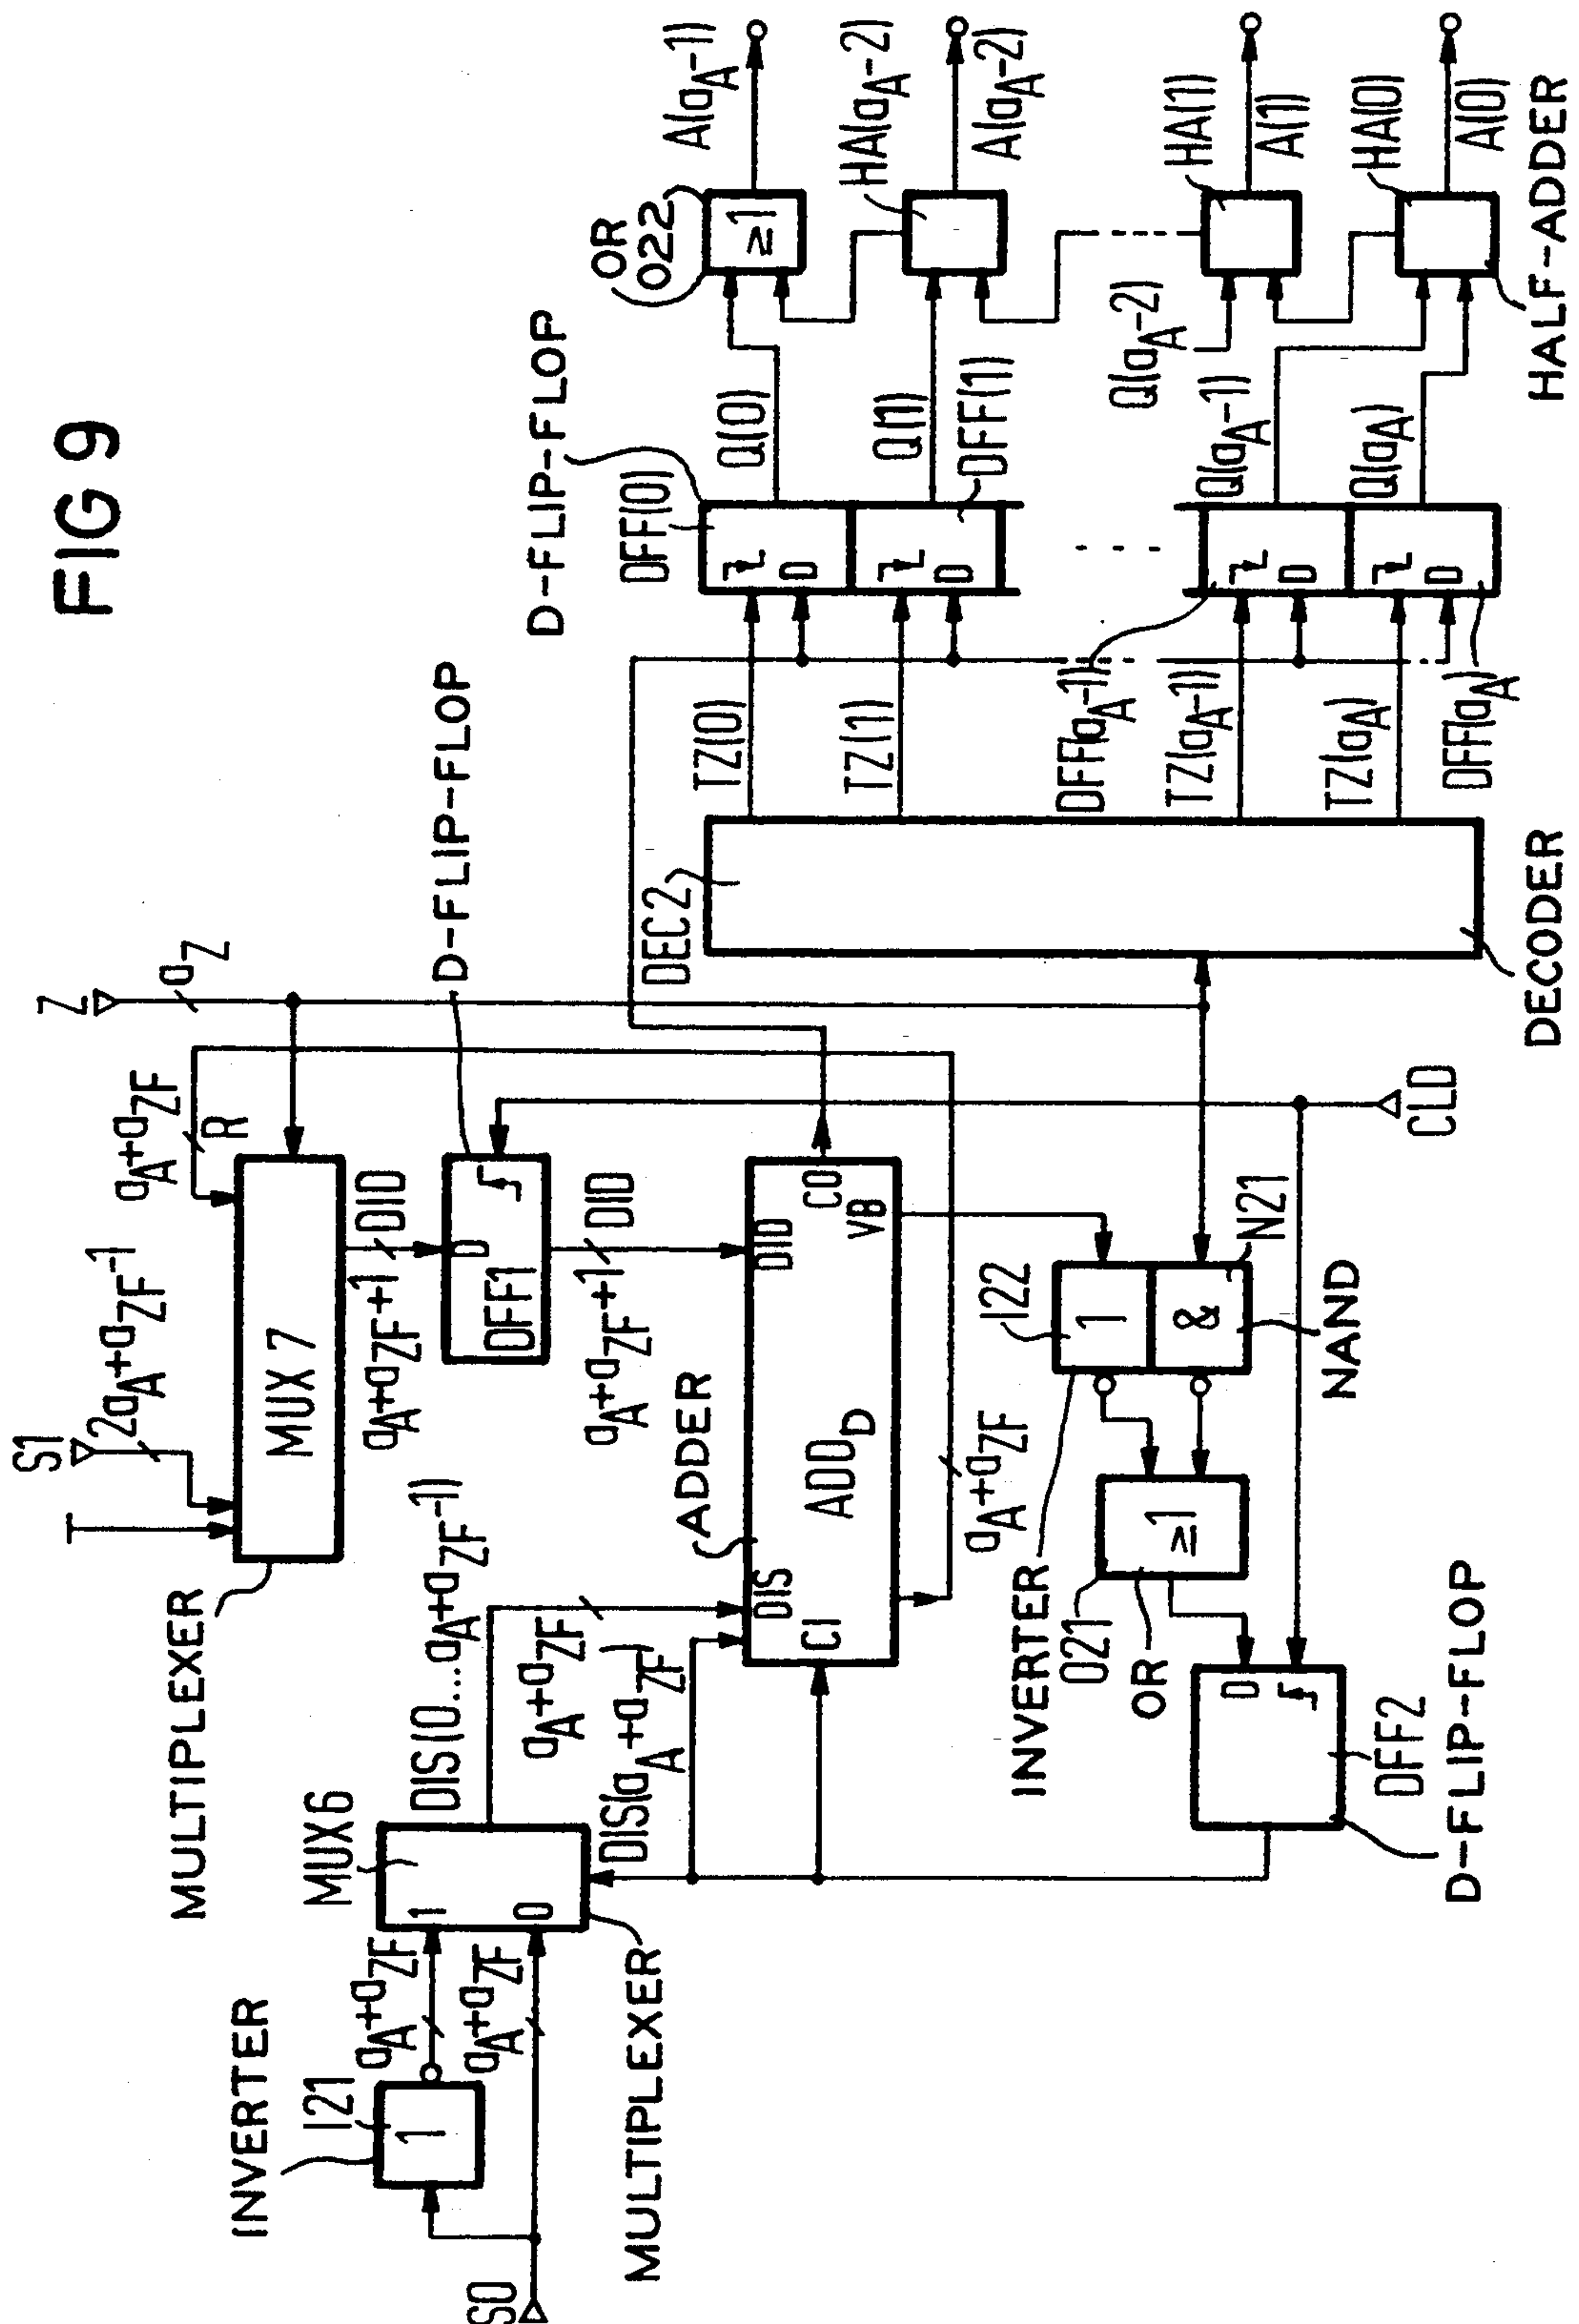 FIG 9
S0
INVERTER
I21
1
a_A+a_ZF
a_A+a_ZF
MUX6
1
0
MULTIPLEXER
DIS(0...a_A+a_ZF-1)
a_A+a_ZF
DIS(a_A+a_ZF)
S1
2a_A+a_ZF-1
T
MULTIPLEXER
MUX 7
a_A+a_ZF
R
Z
a_Z
DID
a_A+a_ZF+1
D
DFF1
D-FLIP-FLOP
DID
a_A+a_ZF+1
ADDER
DIS
CI
ADD_D
DID
CO
VB
a_A+a_ZF
INVERTER
I22
1
&
N21
NAND
O21
≥1
OR
D
DFF2
D-FLIP-FLOP
CLD
DEC2
DECODER
TZ(0)
TZ(1)
TZ(a_A-1)
TZ(a_A)
D-FLIP-FLOP
DFF(0)
D
D
DFF(1)
DFF(a_A-1)
D
D
DFF(a_A)
Q(0)
Q(1)
Q(a_A-2)
Q(a_A-1)
Q(a_A)
OR
O22
≥1
A(a_A-1)
HA(a_A-2)
A(a_A-2)
HA(1)
A(1)
HA(0)
A(0)
HALF-ADDER